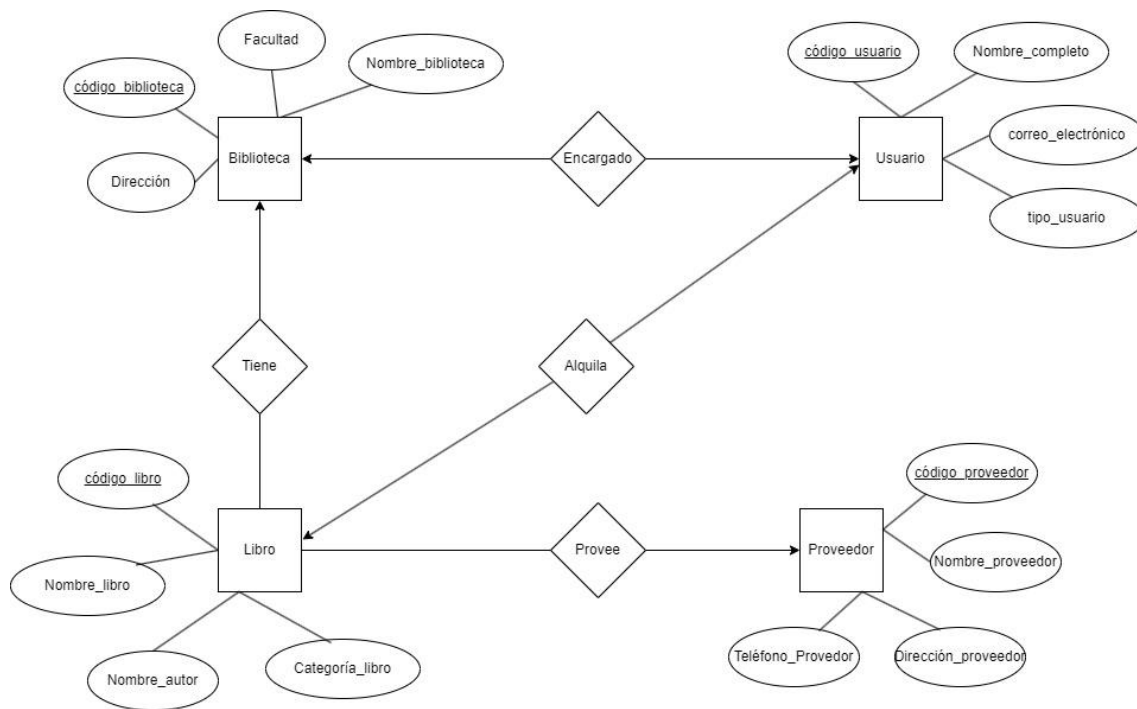 Facultad
código_usuario
Nombre_completo
Nombre_biblioteca
código_biblioteca
correo_electrónico
Biblioteca
Encargado
Usuario
Dirección
tipo_usuario
Tiene
Alquila
código_libro
código_proveedor
Libro
Provee
Proveedor
Nombre_proveedor
Nombre_libro
Teléfono_Provedor
Dirección_proveedor
Categoría_libro
Nombre_autor